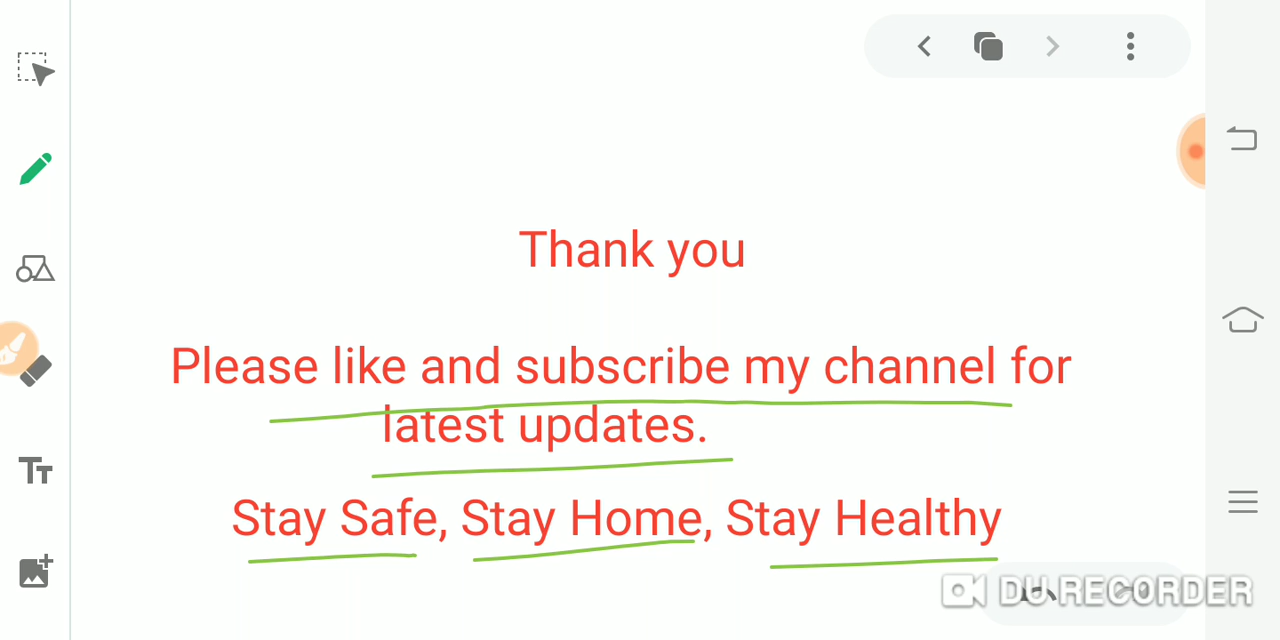 Thank you
Please like and subscribe my channel for
latest updates.
Stay Safe, Stay Home, Stay Healthy
TT
DU RECORDER